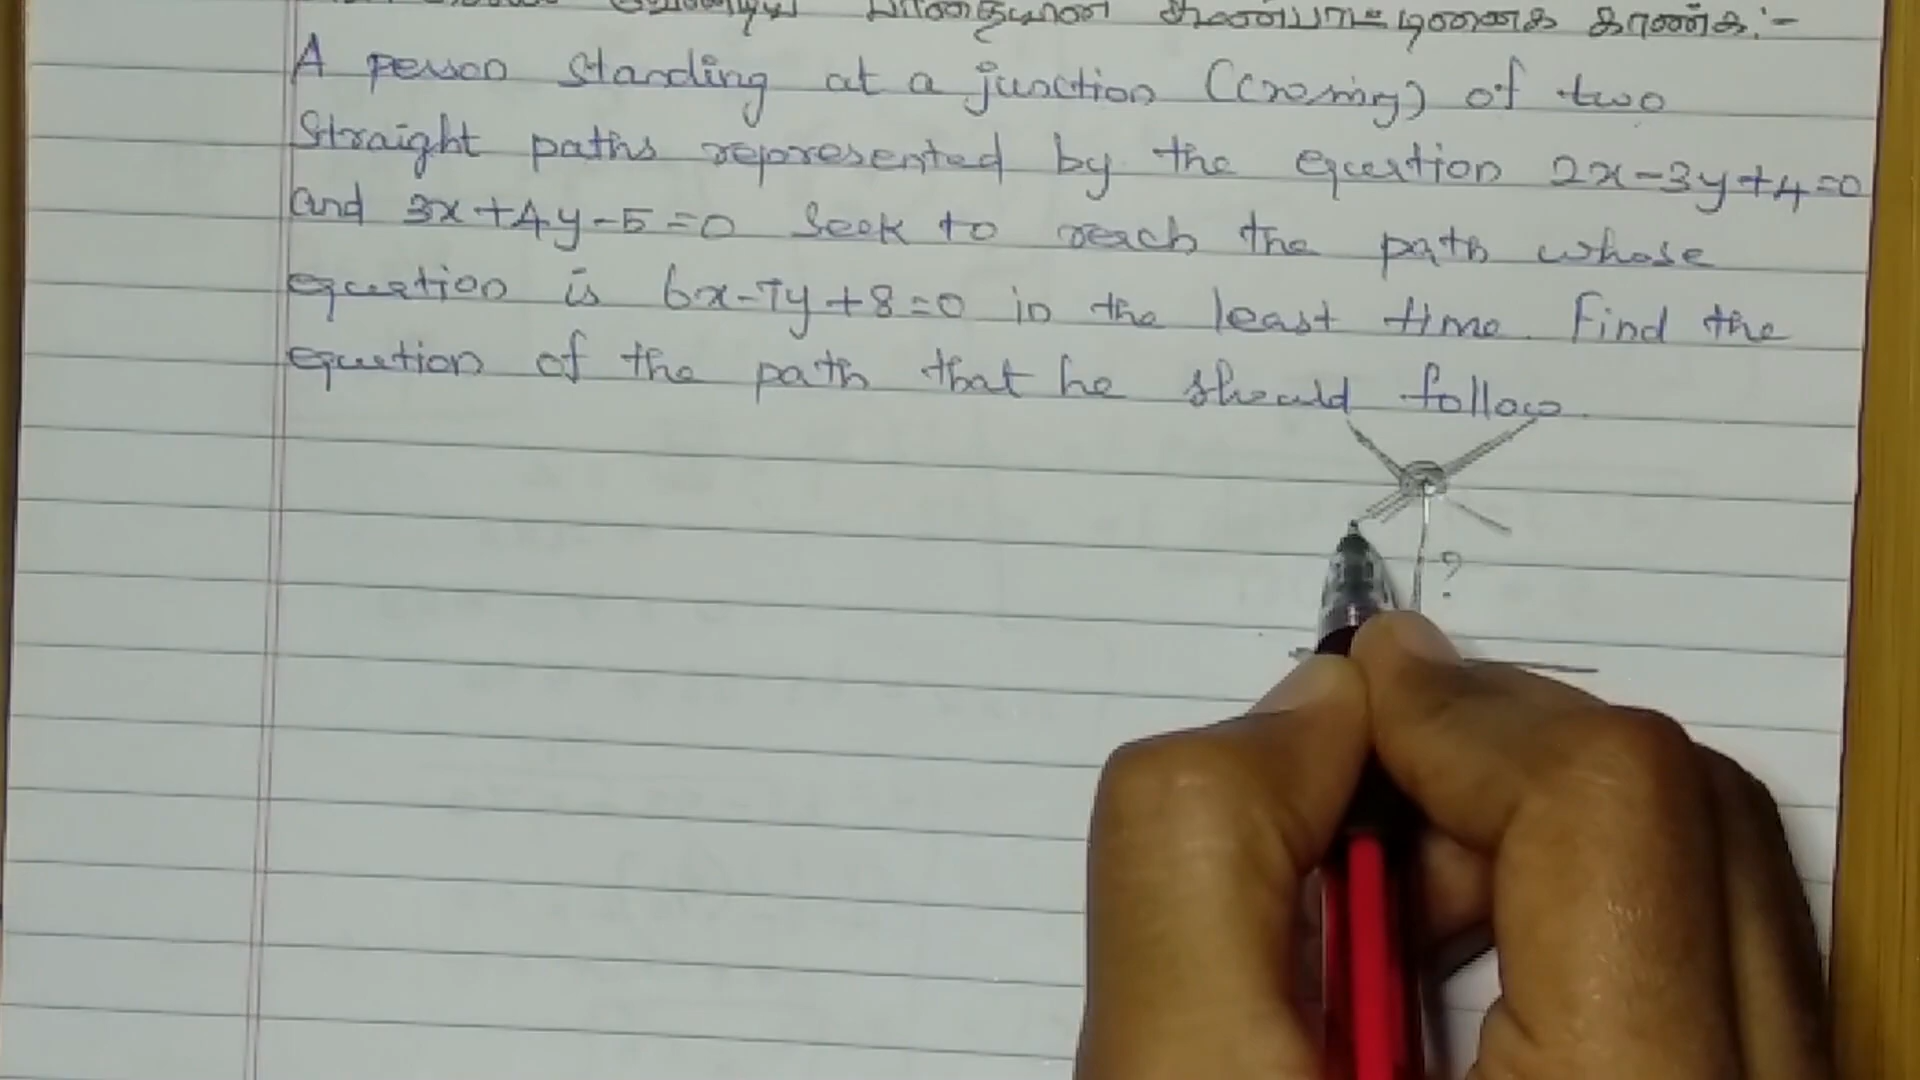 வேண்டிய பாதையின் சமன்பாட்டினைக் காண்க:-
A person standing at a junction (crossing) of two
Straight paths represented by the equation 2x-3y+4=0
and 3x+4y-5=0 Seek to reach the path whose
equation is 6x-7y+8=0 in the least time. Find the
equation of the path that he should follow.
?